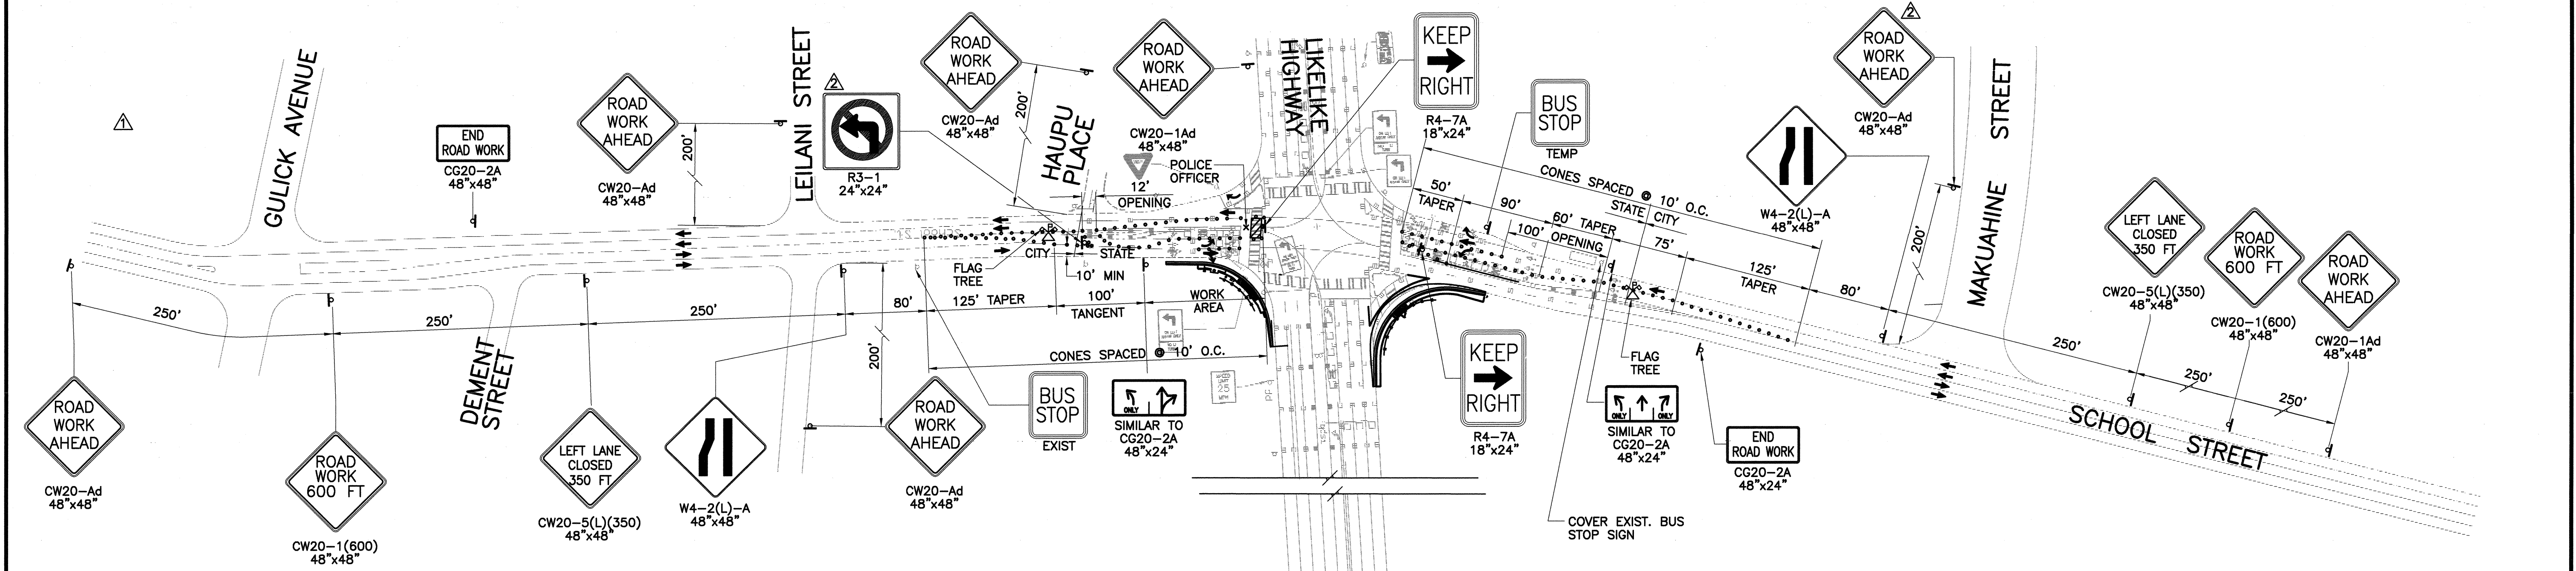 GULICK AVENUE
1
END
ROAD WORK
CG20-2A
48"x48"
ROAD
WORK
AHEAD
CW20-Ad
48"x48"
200'
LEILANI STREET
2
R3-1
24"x24"
ROAD
WORK
AHEAD
CW20-Ad
48"x48"
200'
HAUPU
PLACE
ROAD
WORK
AHEAD
CW20-1Ad
48"x48"
12'
OPENING
POLICE
OFFICER
LIKELIKE
HIGHWAY
KEEP
RIGHT
R4-7A
18"x24"
BUS
STOP
TEMP
CONES SPACED @ 10' O.C.
50'
TAPER
90'
60' TAPER
100' OPENING
STATE
CITY
75'
125'
TAPER
80'
W4-2(L)-A
48"x48"
2
ROAD
WORK
AHEAD
CW20-Ad
48"x48"
200'
MAKUAHINE STREET
LEFT LANE
CLOSED
350 FT
CW20-5(L)(350)
48"x48"
ROAD
WORK
600 FT
CW20-1(600)
48"x48"
ROAD
WORK
AHEAD
CW20-1Ad
48"x48"
250'
250'
250'
SCHOOL STREET
FLAG
TREE
CITY
STATE
10' MIN
250'
250'
250'
80'
125' TAPER
100'
TANGENT
WORK
AREA
200'
CONES SPACED @ 10' O.C.
DEMENT
STREET
ROAD
WORK
AHEAD
CW20-Ad
48"x48"
ROAD
WORK
600 FT
CW20-1(600)
48"x48"
LEFT LANE
CLOSED
350 FT
CW20-5(L)(350)
48"x48"
W4-2(L)-A
48"x48"
ROAD
WORK
AHEAD
CW20-Ad
48"x48"
BUS
STOP
EXIST
ONLY
SIMILAR TO
CG20-2A
48"x24"
SPEED
LIMIT
25
MPH
KEEP
RIGHT
R4-7A
18"x24"
FLAG
TREE
ONLY ONLY
SIMILAR TO
CG20-2A
48"x24"
END
ROAD WORK
CG20-2A
48"x24"
COVER EXIST. BUS
STOP SIGN